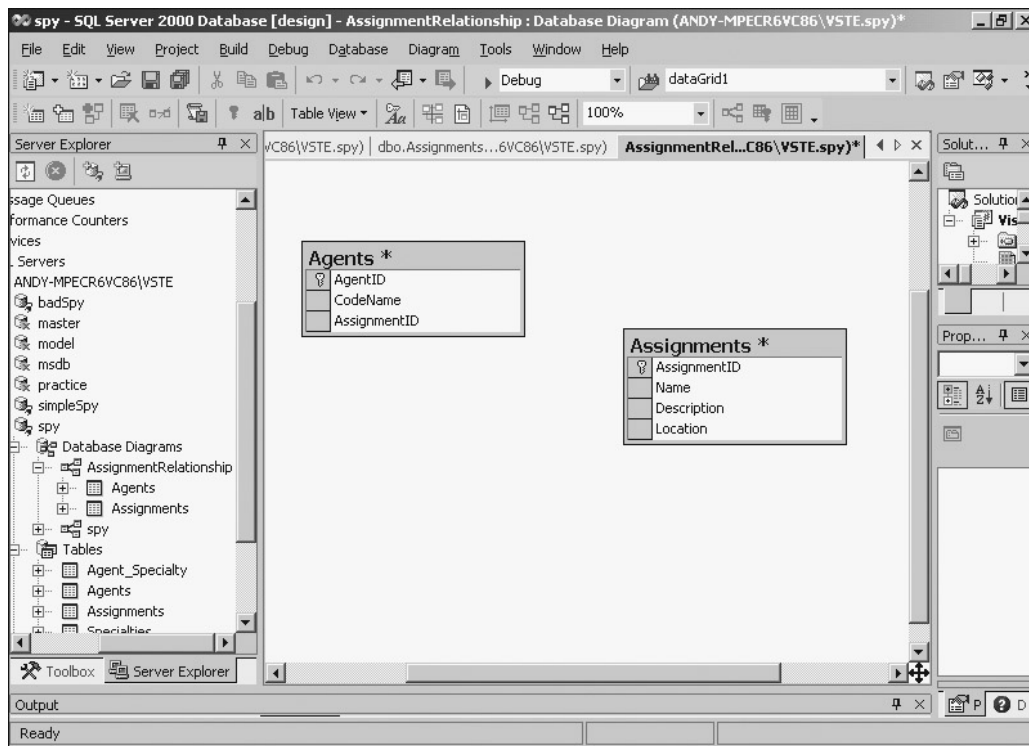 spy - SQL Server 2000 Database [design] - AssignmentRelationship : Database Diagram (ANDY-MPECR6VC86\VSTE.spy)*
File Edit View Project Build Debug Database Diagram Tools Window Help
Debug dataGrid1
a|b Table View 100%
Server Explorer
VC86\VSTE.spy) dbo.Assignments...6VC86\VSTE.spy) AssignmentRel...C86\VSTE.spy)*
Solut...
ssage Queues
formance Counters
vices
. Servers
ANDY-MPECR6VC86\VSTE
badSpy
master
model
msdb
practice
simpleSpy
spy
Database Diagrams
AssignmentRelationship
Agents
Assignments
spy
Tables
Agent_Specialty
Agents
Assignments
Specialties
Toolbox Server Explorer
Agents *
AgentID
CodeName
AssignmentID
Assignments *
AssignmentID
Name
Description
Location
Solution
Vis
Prop...
P D
Output
Ready